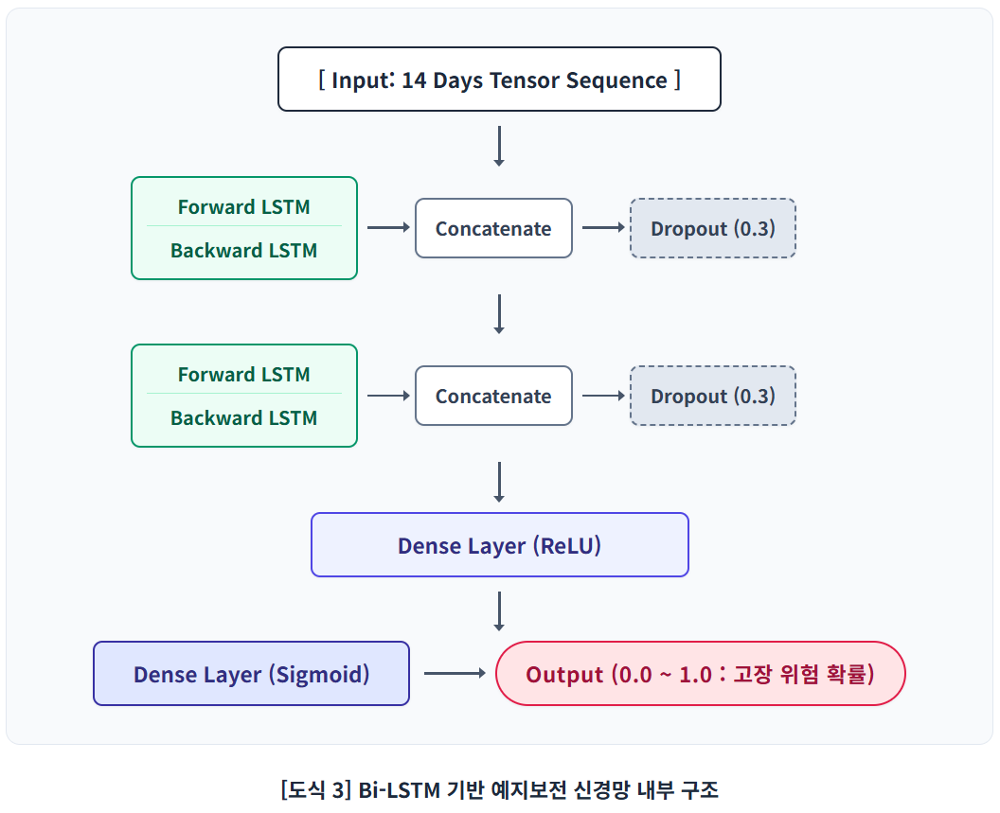 [ Input: 14 Days Tensor Sequence ]
Forward LSTM
Backward LSTM
Concatenate
Dropout (0.3)
Forward LSTM
Backward LSTM
Concatenate
Dropout (0.3)
Dense Layer (ReLU)
Dense Layer (Sigmoid)
Output (0.0 ~ 1.0 : 고장 위험 확률)
[도식 3] Bi-LSTM 기반 예지보전 신경망 내부 구조